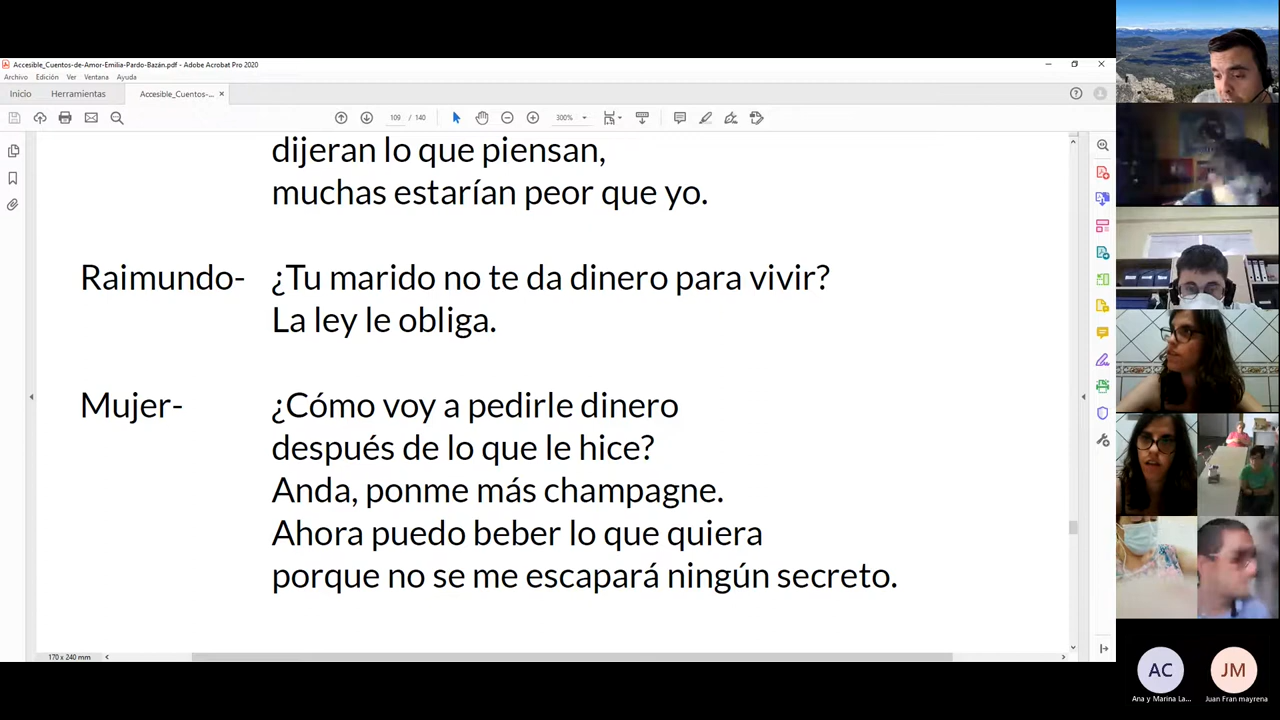 Accesible_Cuentos-de-Amor-Emilia-Pardo-Bazán.pdf - Adobe Acrobat Pro 2020
Archivo Edición Ver Ventana Ayuda
Inicio Herramientas Accesible_Cuentos-... ×
109 / 140 300%
dijeran lo que piensan,
muchas estarían peor que yo.
Raimundo- ¿Tu marido no te da dinero para vivir?
La ley le obliga.
Mujer- ¿Cómo voy a pedirle dinero
después de lo que le hice?
Anda, ponme más champagne.
Ahora puedo beber lo que quiera
porque no se me escapará ningún secreto.
170 x 240 mm
AC JM
Ana y Marina La... Juan Fran mayrena